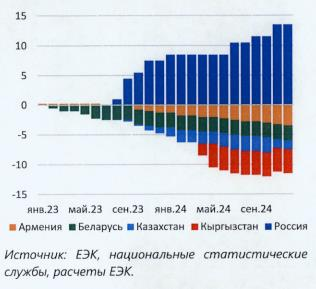 15
10
5
0
-5
-10
-15
янв.23 май.23 сен.23 янв.24 май.24 сен.24
Армения Беларусь Казахстан Кыргызстан Россия
Источник: ЕЭК, национальные статистические
службы, расчеты ЕЭК.